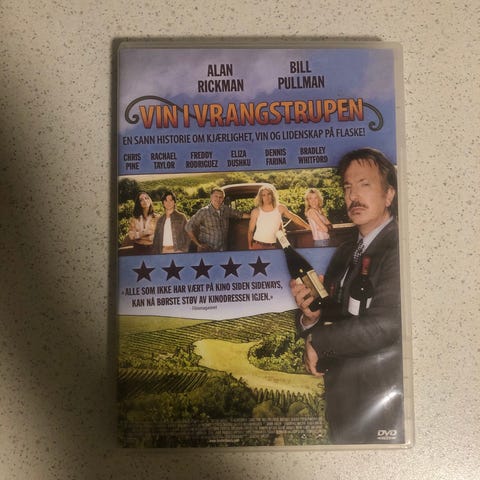 ALAN RICKMAN
BILL PULLMAN
VIN I VRANGSTRUPEN
EN SANN HISTORIE OM KJÆRLIGHET, VIN OG LIDENSKAP PÅ FLASKE!
CHRIS PINE
RACHAEL TAYLOR
FREDDY RODRIGUEZ
ELIZA DUSHKU
DENNIS FARINA
BRADLEY WHITFORD
«ALLE SOM IKKE HAR VÆRT PÅ KINO SIDEN SIDEWAYS,
KAN NÅ BØRSTE STØV AV KINODRESSEN IGJEN.»
- Filmmagasinet
DVD